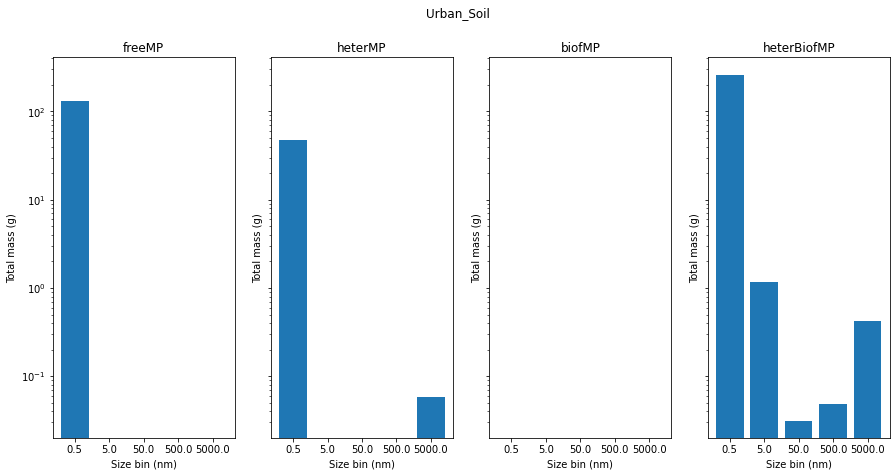 Urban_Soil
freeMP
heterMP
biofMP
heterBiofMP
Total mass (g)
10²
10¹
10⁰
10⁻¹
0.5 5.0 50.0 500.0 5000.0
Size bin (nm)
Total mass (g)
0.5 5.0 50.0 500.0 5000.0
Size bin (nm)
Total mass (g)
0.5 5.0 50.0 500.0 5000.0
Size bin (nm)
Total mass (g)
0.5 5.0 50.0 500.0 5000.0
Size bin (nm)